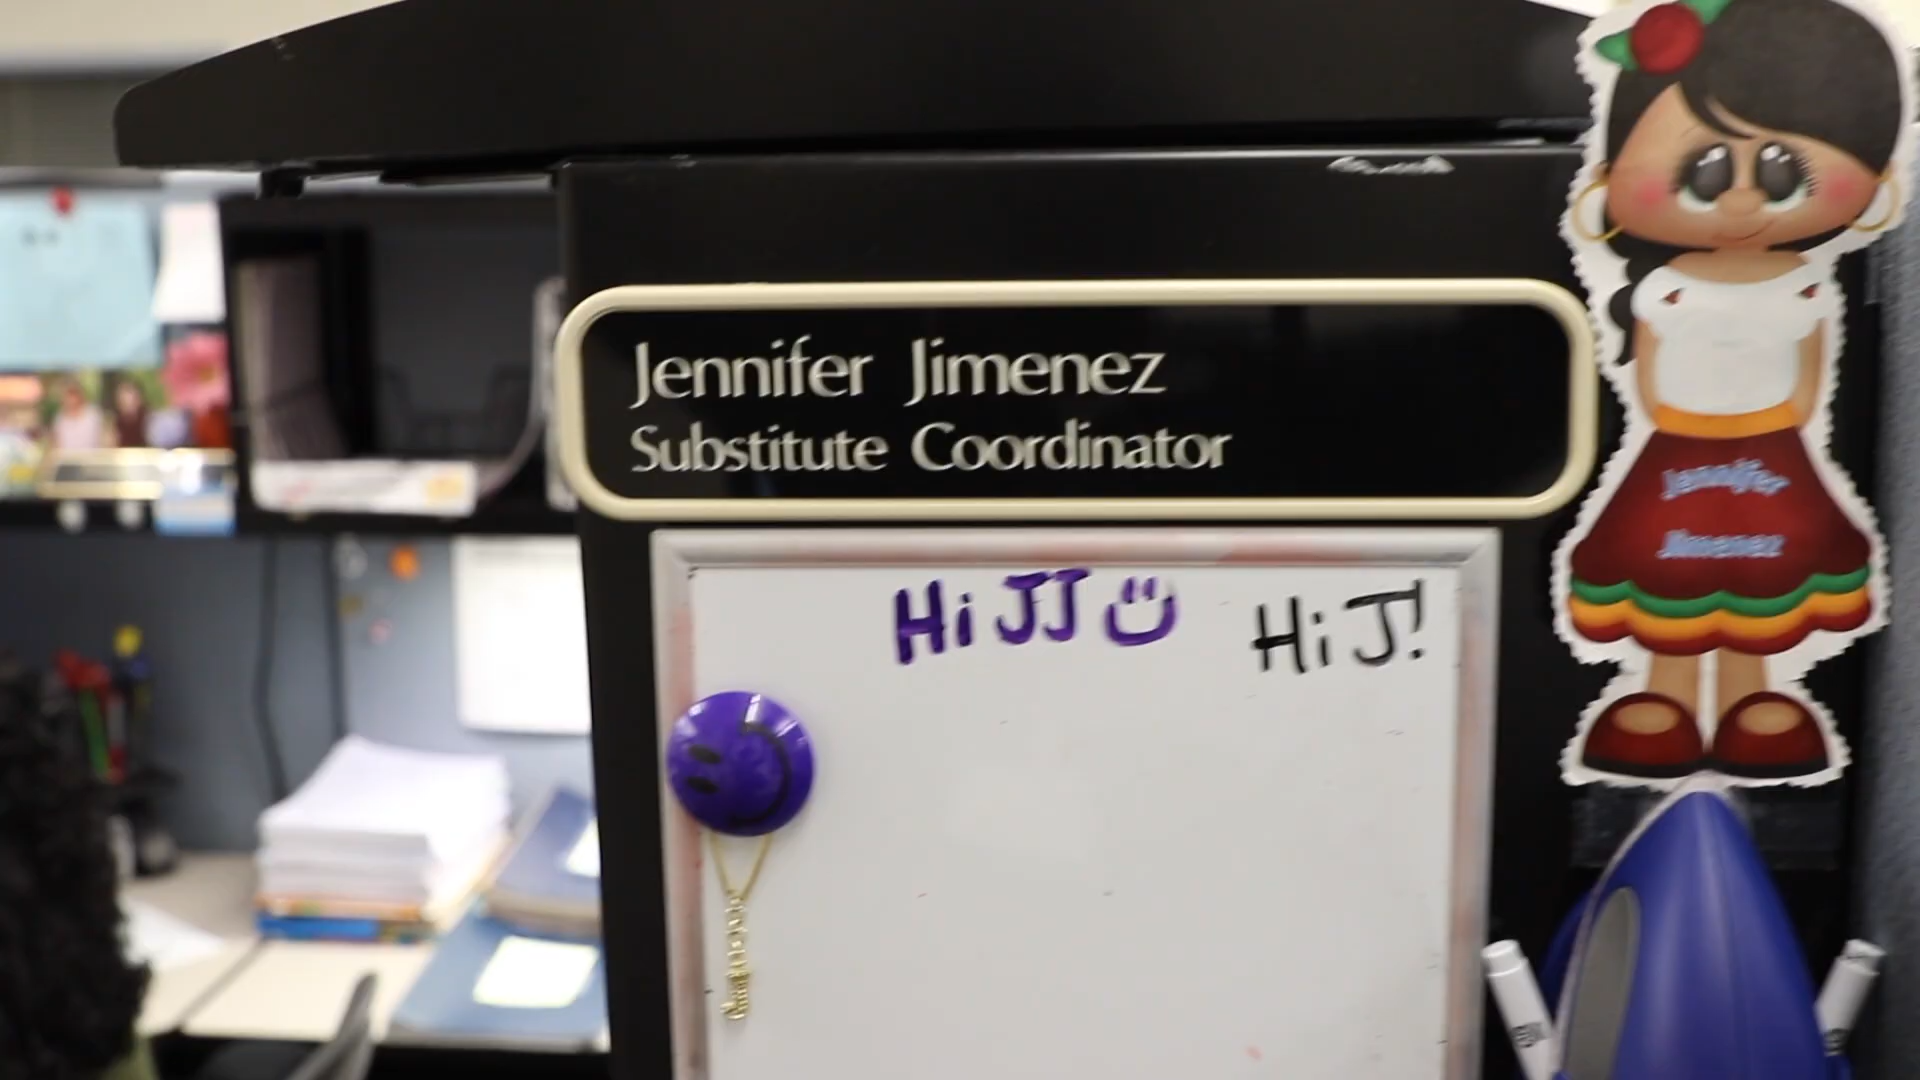 Jennifer Jimenez
Substitute Coordinator
Jennifer
Jimenez
Hi JJ
Hi J!